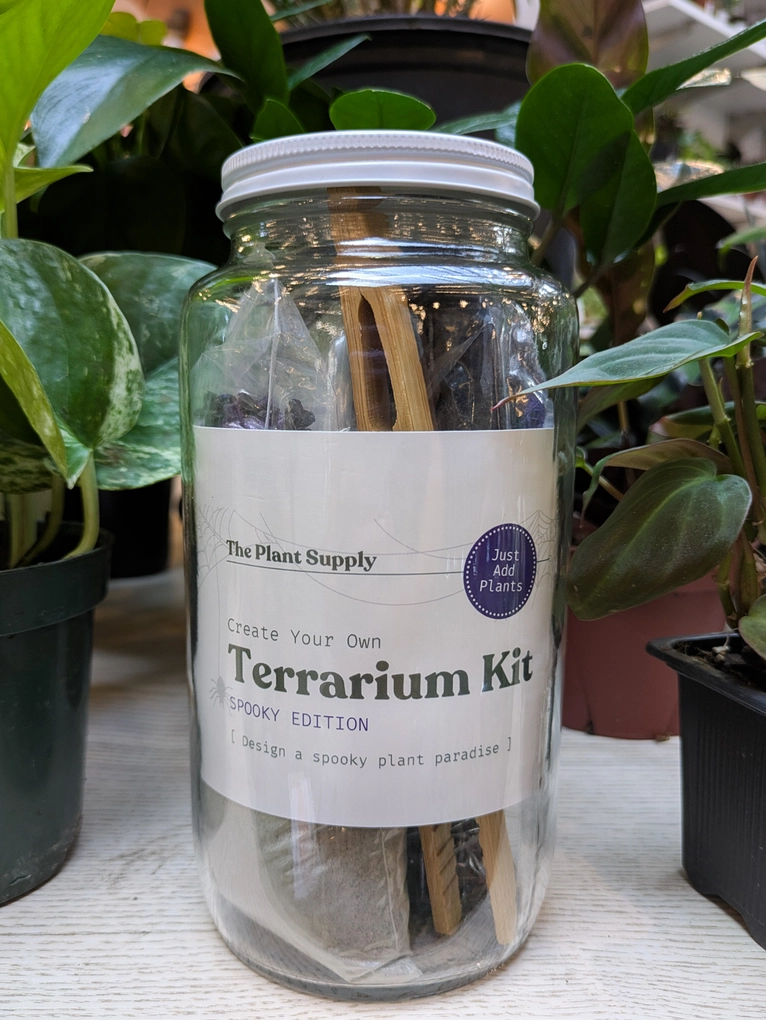 The Plant Supply
Just
Add
Plants
Create Your Own
Terrarium Kit
SPOOKY EDITION
[ Design a spooky plant paradise ]